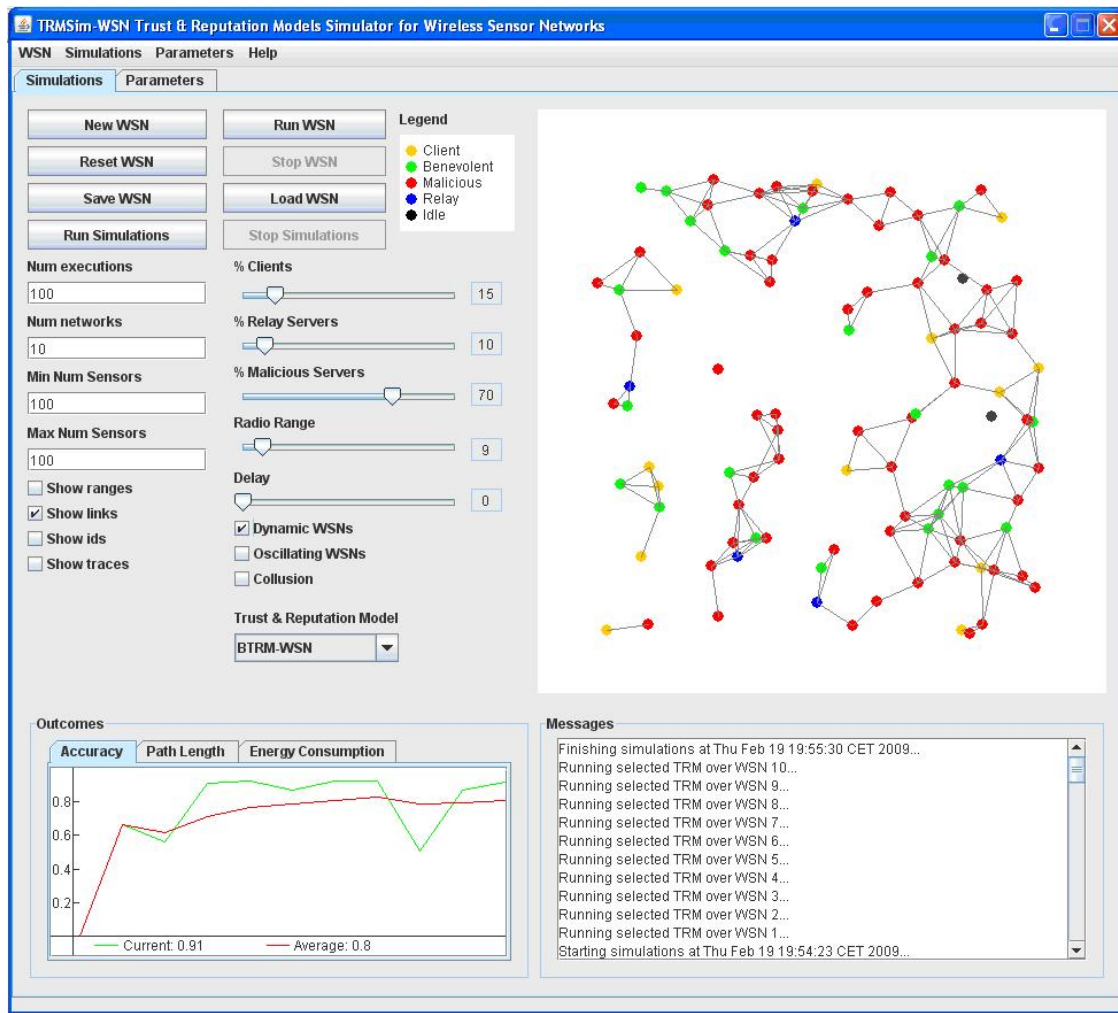 TRMSim-WSN Trust & Reputation Models Simulator for Wireless Sensor Networks
WSN Simulations Parameters Help
Simulations Parameters
New WSN Run WSN
Reset WSN Stop WSN
Save WSN Load WSN
Run Simulations Stop Simulations
Legend
Client
Benevolent
Malicious
Relay
Idle
Num executions
100
Num networks
10
Min Num Sensors
100
Max Num Sensors
100
Show ranges
Show links
Show ids
Show traces
% Clients
15
% Relay Servers
10
% Malicious Servers
70
Radio Range
9
Delay
0
Dynamic WSNs
Oscillating WSNs
Collusion
Trust & Reputation Model
BTRM-WSN
Outcomes
Accuracy Path Length Energy Consumption
0.8
0.6
0.4
0.2
Current: 0.91 Average: 0.8
Messages
Finishing simulations at Thu Feb 19 19:55:30 CET 2009...
Running selected TRM over WSN 10...
Running selected TRM over WSN 9...
Running selected TRM over WSN 8...
Running selected TRM over WSN 7...
Running selected TRM over WSN 6...
Running selected TRM over WSN 5...
Running selected TRM over WSN 4...
Running selected TRM over WSN 3...
Running selected TRM over WSN 2...
Running selected TRM over WSN 1...
Starting simulations at Thu Feb 19 19:54:23 CET 2009...